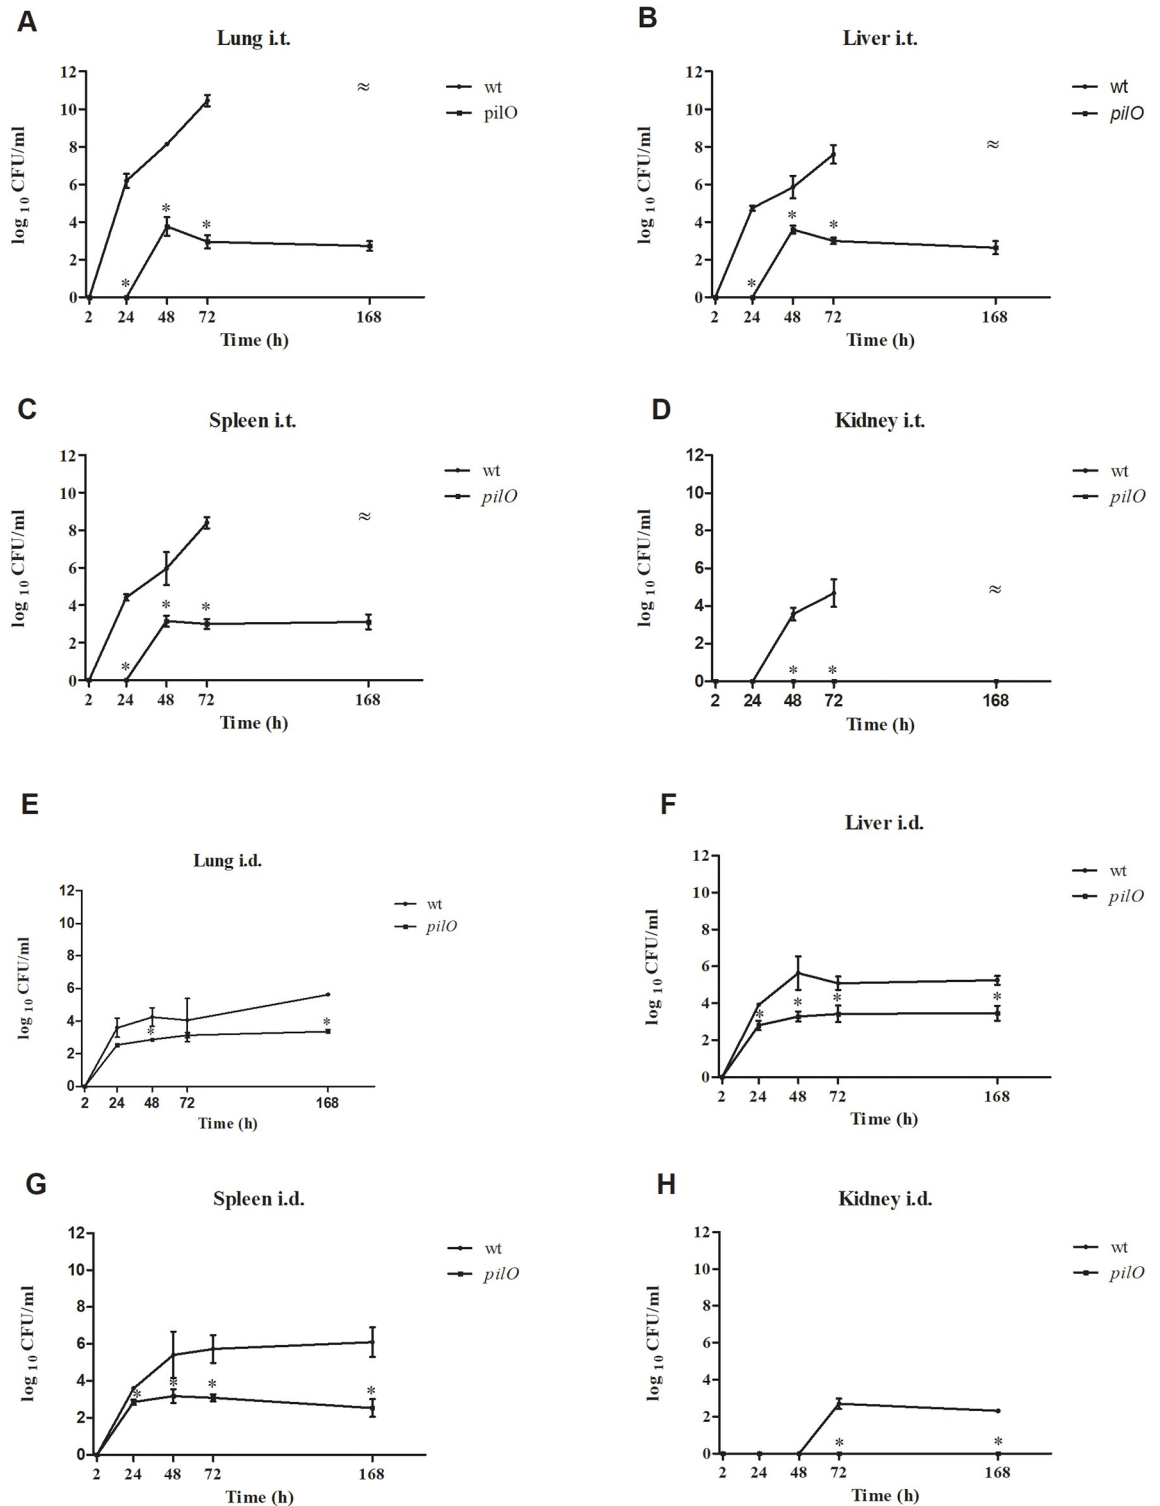 A
Lung i.t.
log 10 CFU/ml
12
10
8
6
4
2
0
≈
* * *
2 24 48 72 168
Time (h)
wt
pilO
B
Liver i.t.
log 10 CFU/ml
12
10
8
6
4
2
0
≈
* * *
2 24 48 72 168
Time (h)
wt
pilO
C
Spleen i.t.
log 10 CFU/ml
12
10
8
6
4
2
0
≈
* * *
2 24 48 72 168
Time (h)
wt
pilO
D
Kidney i.t.
log 10 CFU/ml
12
10
8
6
4
2
0
≈
* *
2 24 48 72 168
Time (h)
wt
pilO
E
Lung i.d.
log 10 CFU/ml
12
10
8
6
4
2
0
* *
2 24 48 72 168
Time (h)
wt
pilO
F
Liver i.d.
log 10 CFU/ml
12
10
8
6
4
2
0
* * * *
2 24 48 72 168
Time (h)
wt
pilO
G
Spleen i.d.
log 10 CFU/ml
12
10
8
6
4
2
0
* * * *
2 24 48 72 168
Time (h)
wt
pilO
H
Kidney i.d.
log 10 CFU/ml
12
10
8
6
4
2
0
* *
2 24 48 72 168
Time (h)
wt
pilO